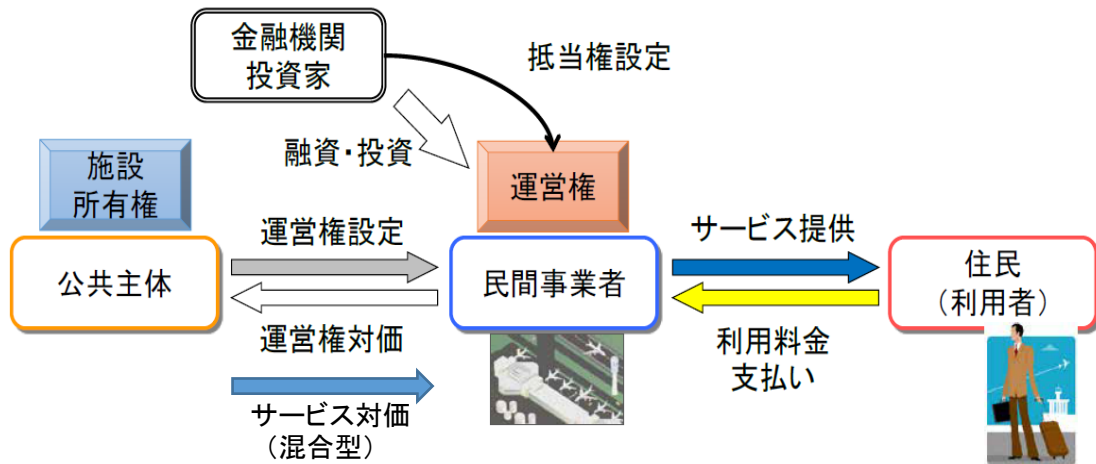 金融機関
投資家
抵当権設定
融資・投資
施設
所有権
運営権
運営権設定
サービス提供
公共主体
民間事業者
住民
（利用者）
運営権対価
利用料金
支払い
サービス対価
（混合型）